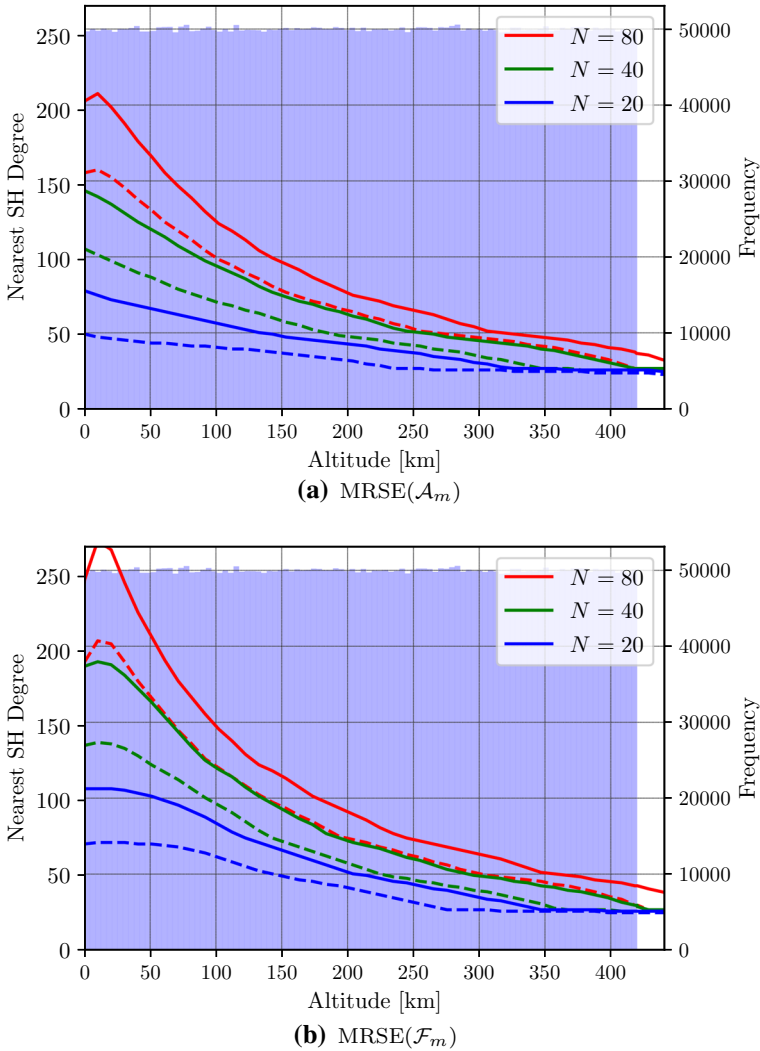 250
200
150
100
50
0
Nearest SH Degree
50000
40000
30000
20000
10000
0
Frequency
N = 80
N = 40
N = 20
0 50 100 150 200 250 300 350 400
Altitude [km]
(a) MRSE(𝒜ₘ)
250
200
150
100
50
0
Nearest SH Degree
50000
40000
30000
20000
10000
0
Frequency
N = 80
N = 40
N = 20
0 50 100 150 200 250 300 350 400
Altitude [km]
(b) MRSE(ℱₘ)